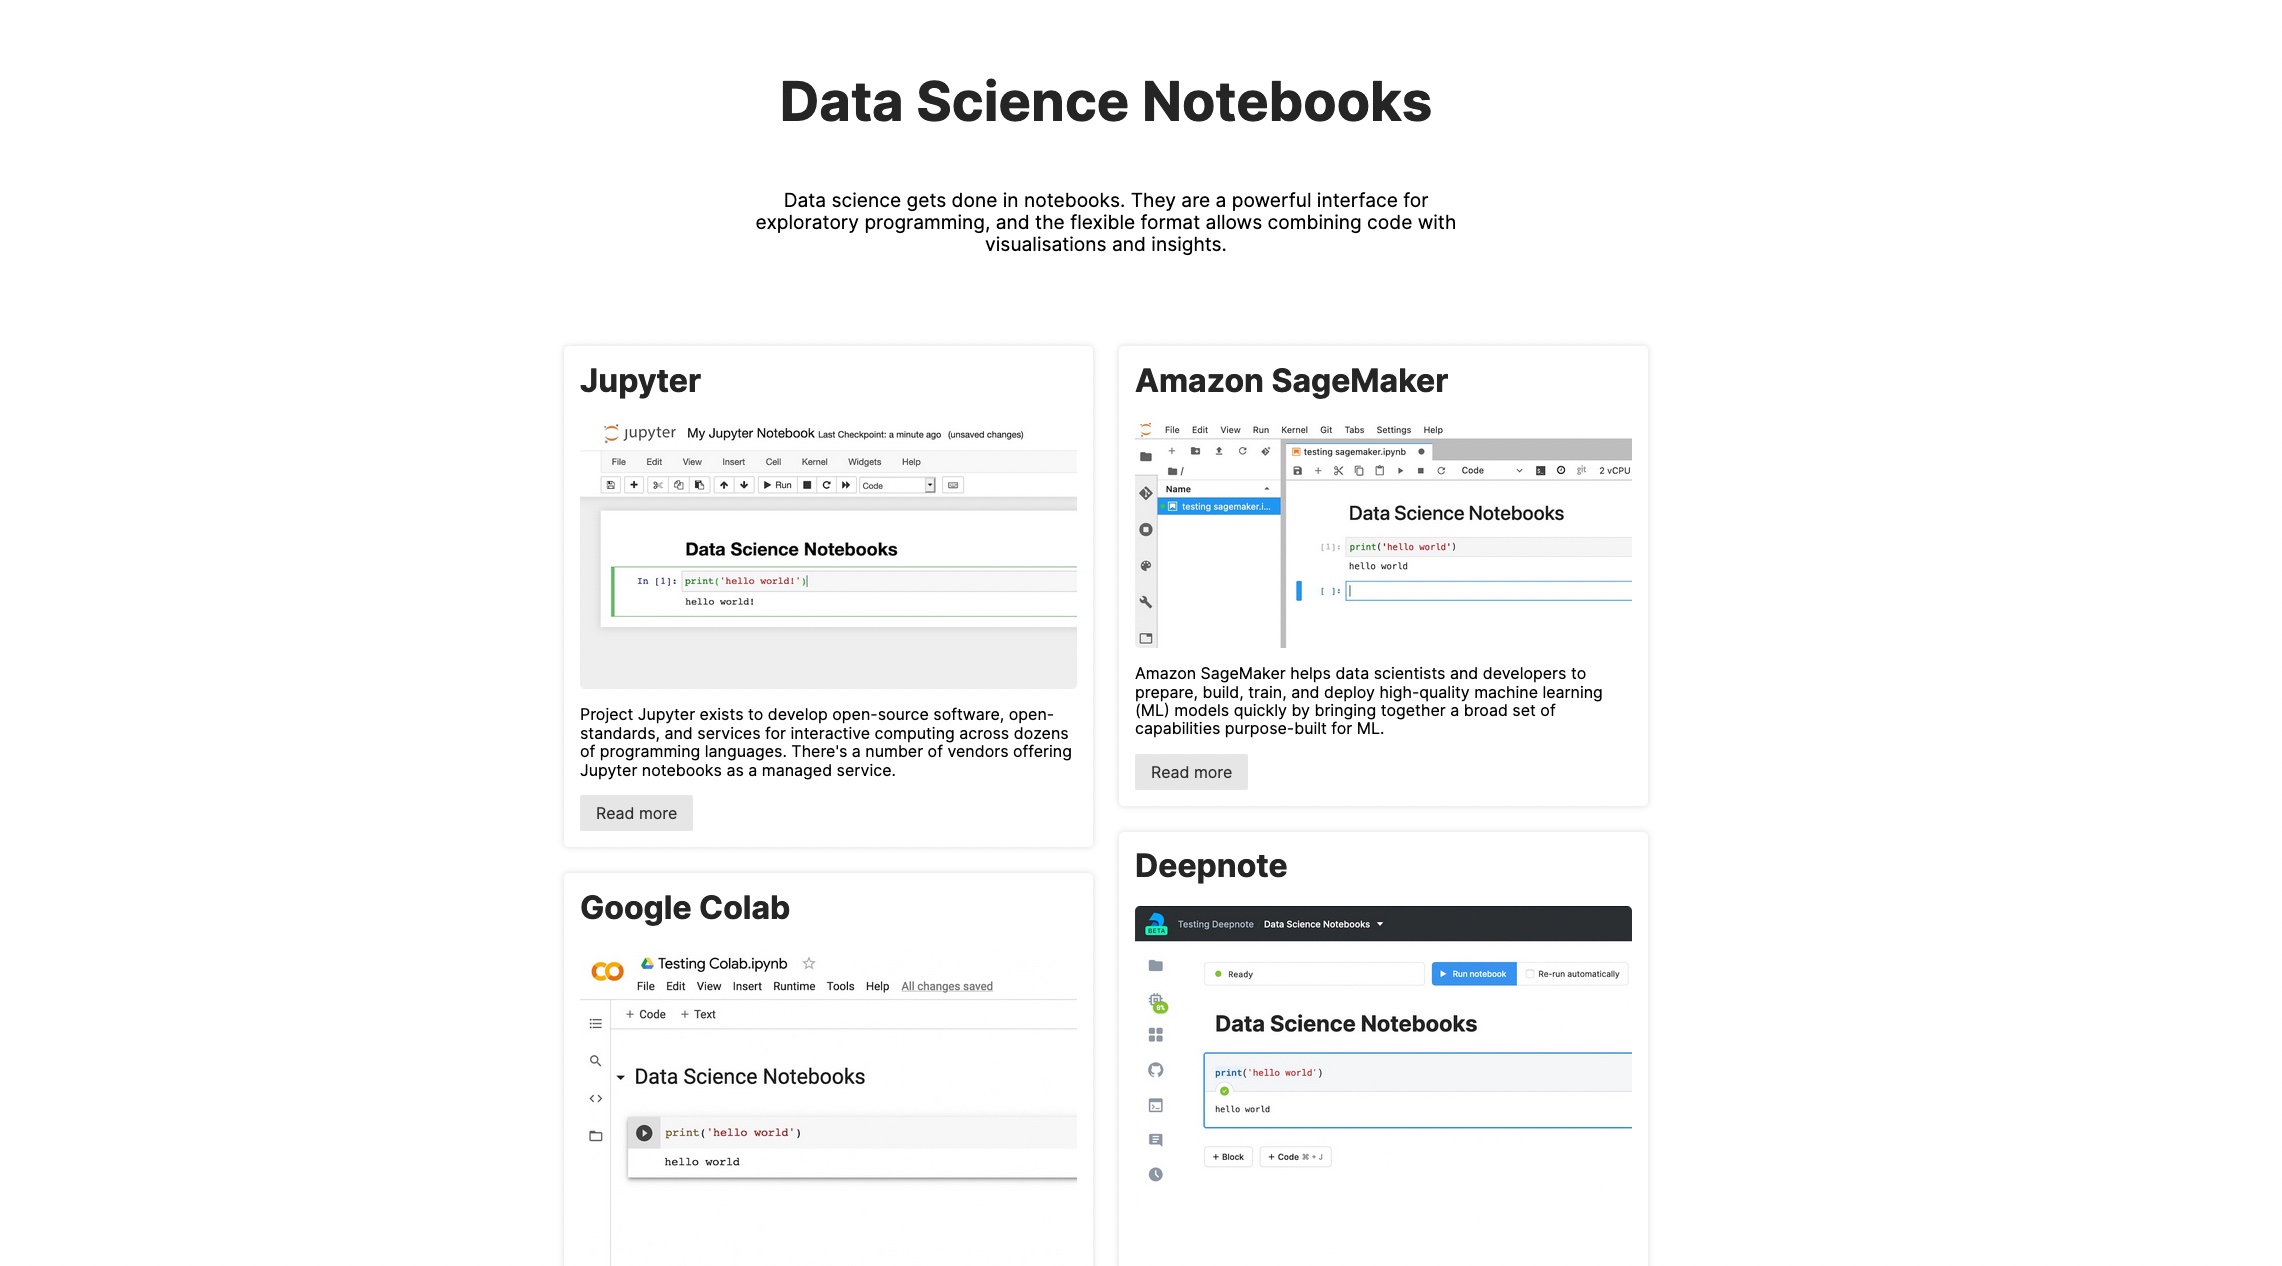 Data Science Notebooks
Data science gets done in notebooks. They are a powerful interface for
exploratory programming, and the flexible format allows combining code with
visualisations and insights.
Jupyter
jupyter My Jupyter Notebook Last Checkpoint: a minute ago (unsaved changes)
File Edit View Insert Cell Kernel Widgets Help
Run Code
Data Science Notebooks
In [1]: print('hello world!')
hello world!
Project Jupyter exists to develop open-source software, open-
standards, and services for interactive computing across dozens
of programming languages. There's a number of vendors offering
Jupyter notebooks as a managed service.
Read more
Amazon SageMaker
File Edit View Run Kernel Git Tabs Settings Help
testing sagemaker.ipynb
/
Code git 2 vCPU
Name
testing sagemaker.i...
Data Science Notebooks
[1]: print('hello world')
hello world
[ ]:
Amazon SageMaker helps data scientists and developers to
prepare, build, train, and deploy high-quality machine learning
(ML) models quickly by bringing together a broad set of
capabilities purpose-built for ML.
Read more
Google Colab
Testing Colab.ipynb
File Edit View Insert Runtime Tools Help All changes saved
+ Code + Text
Data Science Notebooks
print('hello world')
hello world
Deepnote
BETA Testing Deepnote Data Science Notebooks
Ready Run notebook Re-run automatically
0%
Data Science Notebooks
print('hello world')
hello world
+ Block + Code ⌘ + J